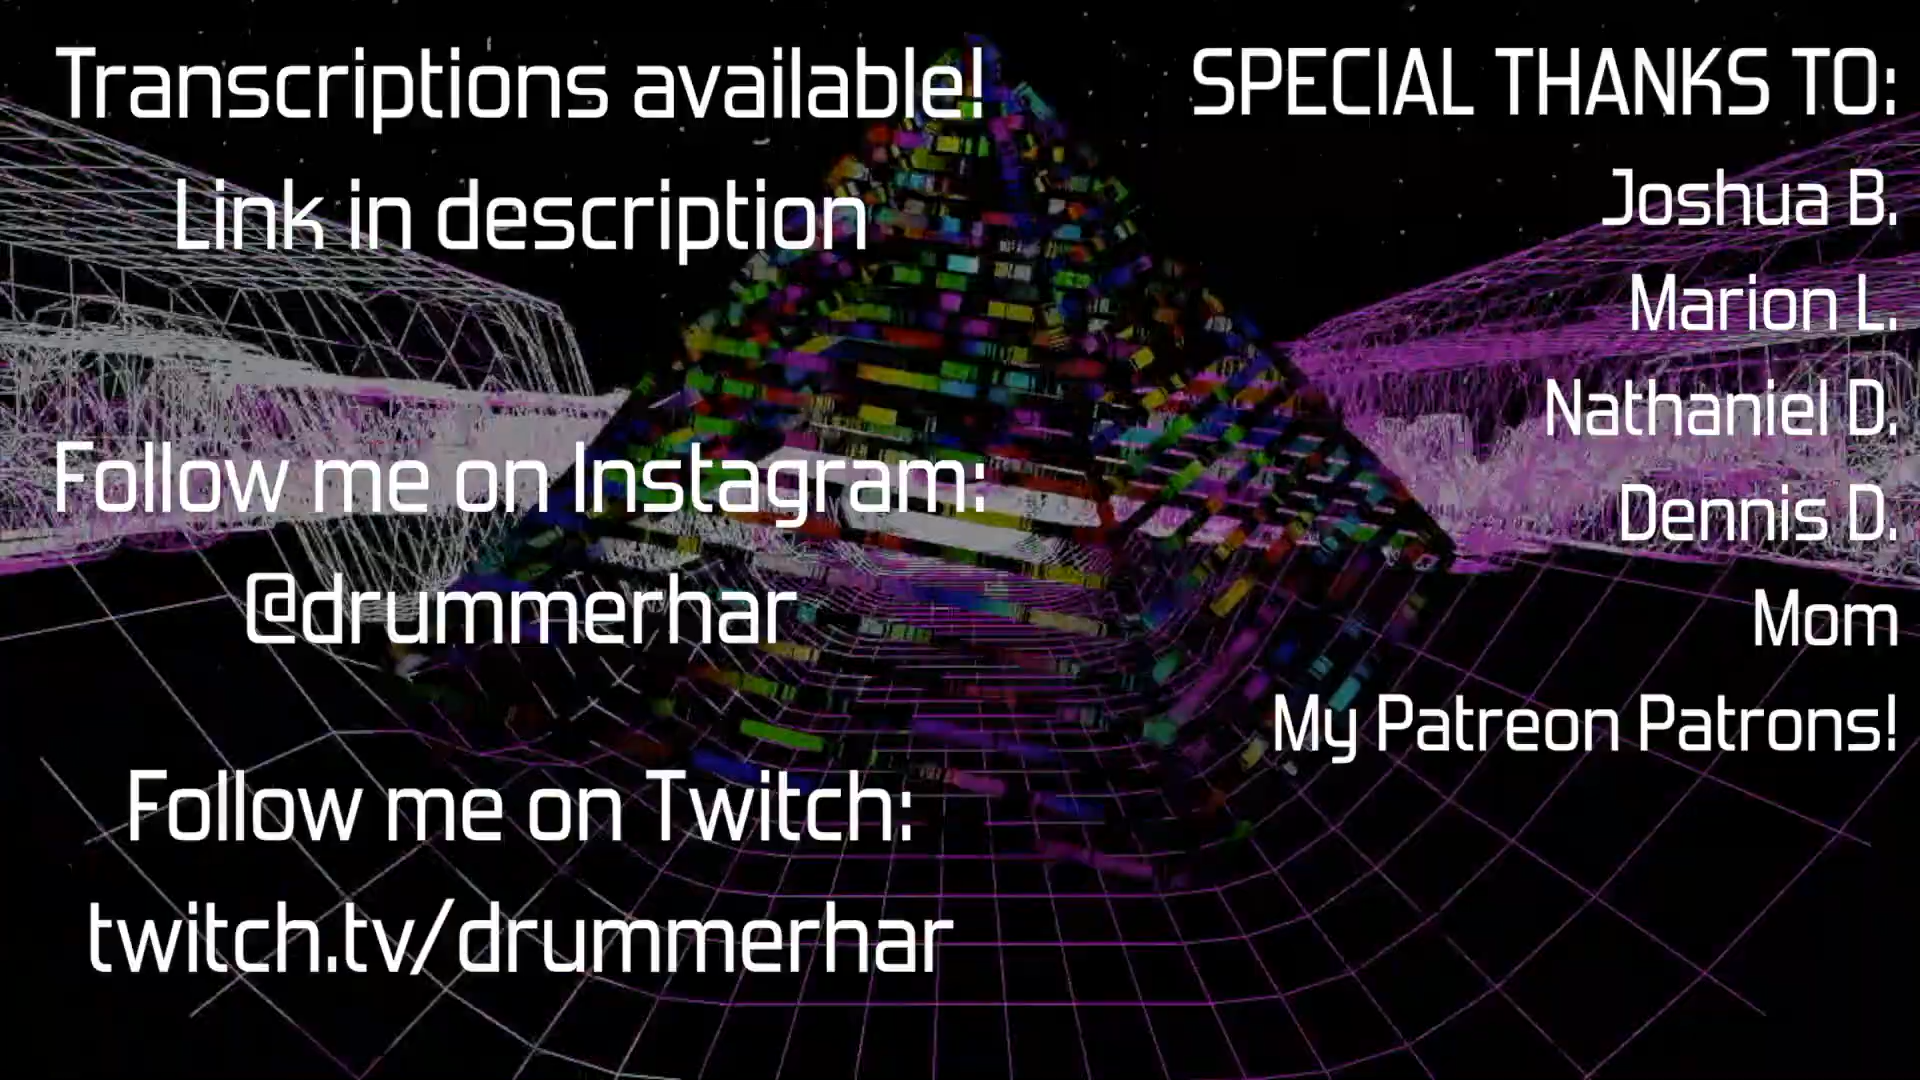 Transcriptions available!
Link in description
Follow me on Instagram:
@drummerhar
Follow me on Twitch:
twitch.tv/drummerhar
SPECIAL THANKS TO:
Joshua B.
Marion L.
Nathaniel D.
Dennis D.
Mom
My Patreon Patrons!